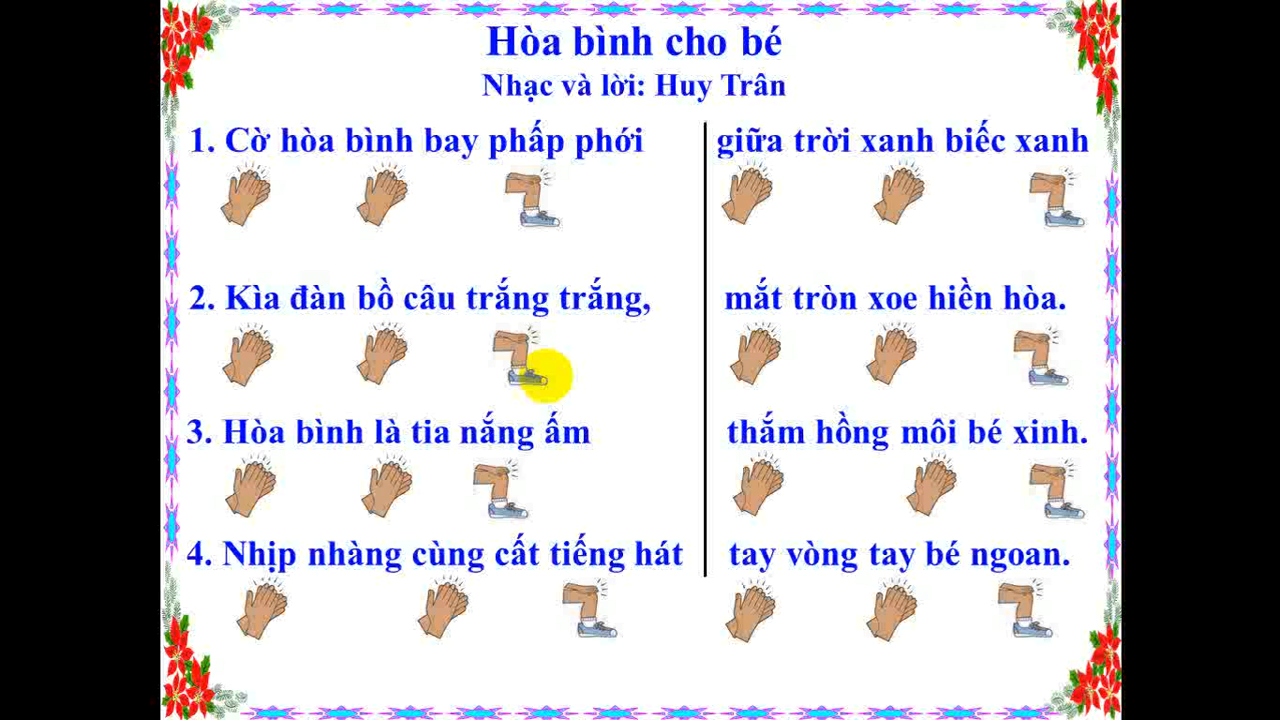 Hòa bình cho bé
Nhạc và lời: Huy Trân
1. Cờ hòa bình bay phấp phới giữa trời xanh biếc xanh
2. Kìa đàn bồ câu trắng trắng, mắt tròn xoe hiền hòa.
3. Hòa bình là tia nắng ấm thắm hồng môi bé xinh.
4. Nhịp nhàng cùng cất tiếng hát tay vòng tay bé ngoan.